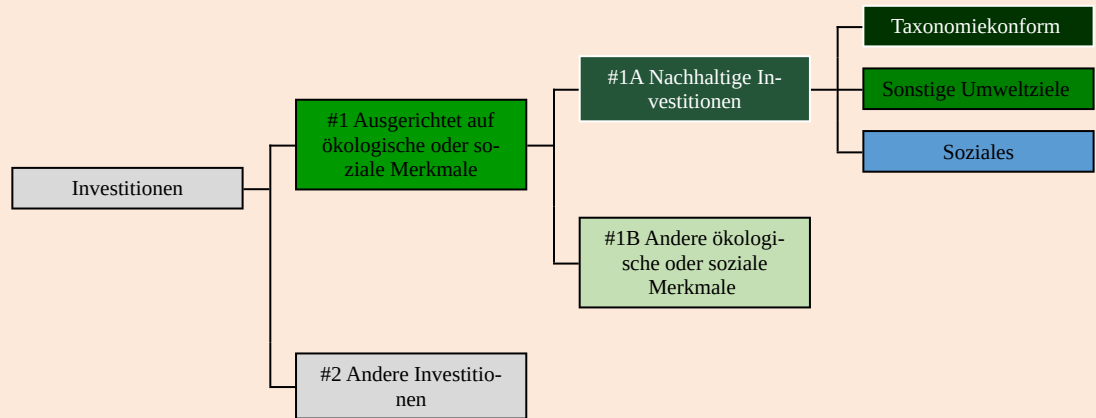 Investitionen
#1 Ausgerichtet auf
ökologische oder so-
ziale Merkmale
#2 Andere Investitio-
nen
#1A Nachhaltige In-
vestitionen
#1B Andere ökologi-
sche oder soziale
Merkmale
Taxonomiekonform
Sonstige Umweltziele
Soziales